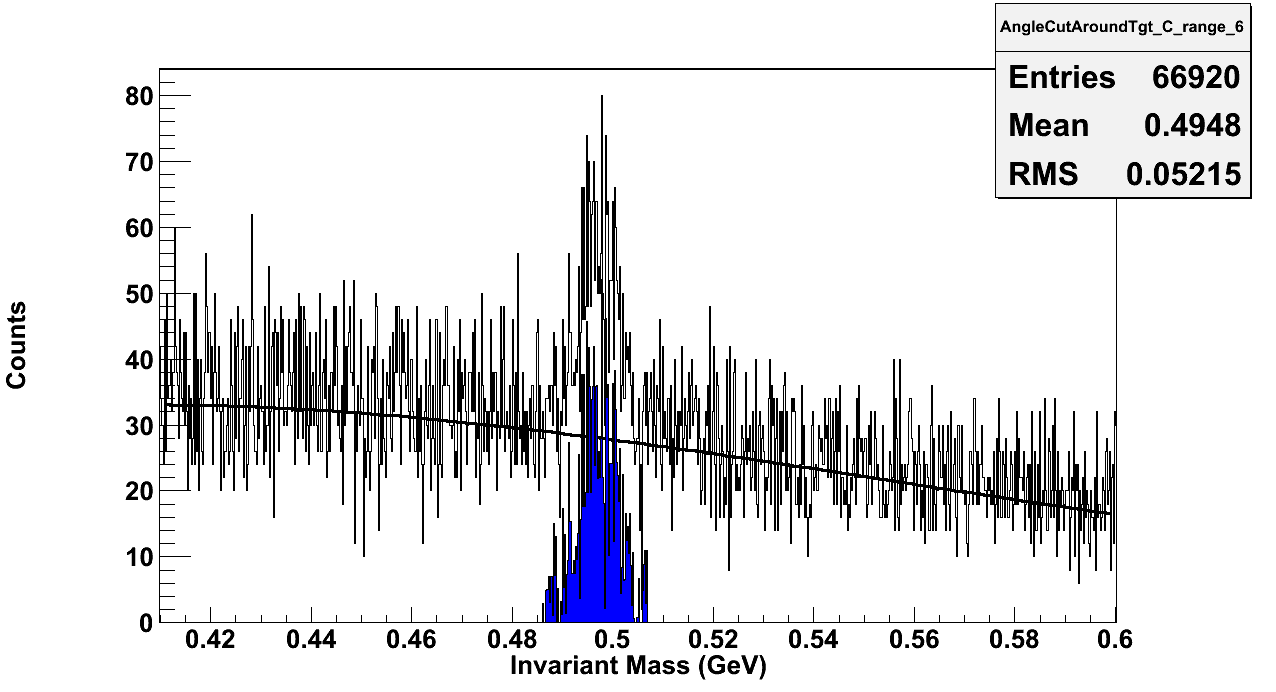 AngleCutAroundTgt_C_range_6
Entries 66920
Mean 0.4948
RMS 0.05215
80
70
60
50
40
30
20
10
0
Counts
0.42 0.44 0.46 0.48 0.5 0.52 0.54 0.56 0.58 0.6
Invariant Mass (GeV)